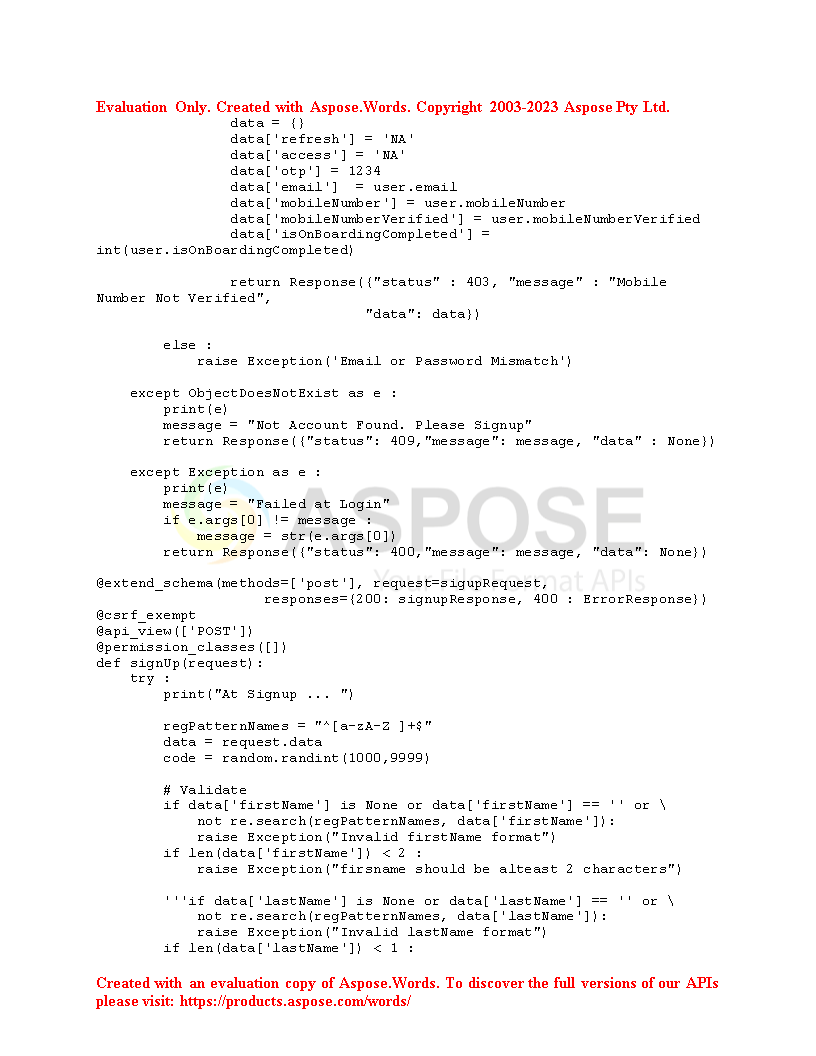 Evaluation Only. Created with Aspose.Words. Copyright 2003-2023 Aspose Pty Ltd.
                data = {}
                data['refresh'] = 'NA'
                data['access'] = 'NA'
                data['otp'] = 1234
                data['email']  = user.email
                data['mobileNumber'] = user.mobileNumber
                data['mobileNumberVerified'] = user.mobileNumberVerified
                data['isOnBoardingCompleted'] =
int(user.isOnBoardingCompleted)

                return Response({"status" : 403, "message" : "Mobile
Number Not Verified",
                                "data": data})

        else :
            raise Exception('Email or Password Mismatch')

    except ObjectDoesNotExist as e :
        print(e)
        message = "Not Account Found. Please Signup"
        return Response({"status": 409,"message": message, "data" : None})

    except Exception as e :
        print(e)
        message = "Failed at Login"
        if e.args[0] != message :
            message = str(e.args[0])
        return Response({"status": 400,"message": message, "data": None})
ASPOSE
Your File Format APIs

@extend_schema(methods=['post'], request=sigupRequest,
                    responses={200: signupResponse, 400 : ErrorResponse})
@csrf_exempt
@api_view(['POST'])
@permission_classes([])
def signUp(request):
    try :
        print("At Signup ... ")

        regPatternNames = "^[a-zA-Z ]+$"
        data = request.data
        code = random.randint(1000,9999)

        # Validate
        if data['firstName'] is None or data['firstName'] == '' or \
            not re.search(regPatternNames, data['firstName']):
            raise Exception("Invalid firstName format")
        if len(data['firstName']) < 2 :
            raise Exception("firsname should be alteast 2 characters")

        '''if data['lastName'] is None or data['lastName'] == '' or \
            not re.search(regPatternNames, data['lastName']):
            raise Exception("Invalid lastName format")
        if len(data['lastName']) < 1 :

Created with an evaluation copy of Aspose.Words. To discover the full versions of our APIs
please visit: https://products.aspose.com/words/